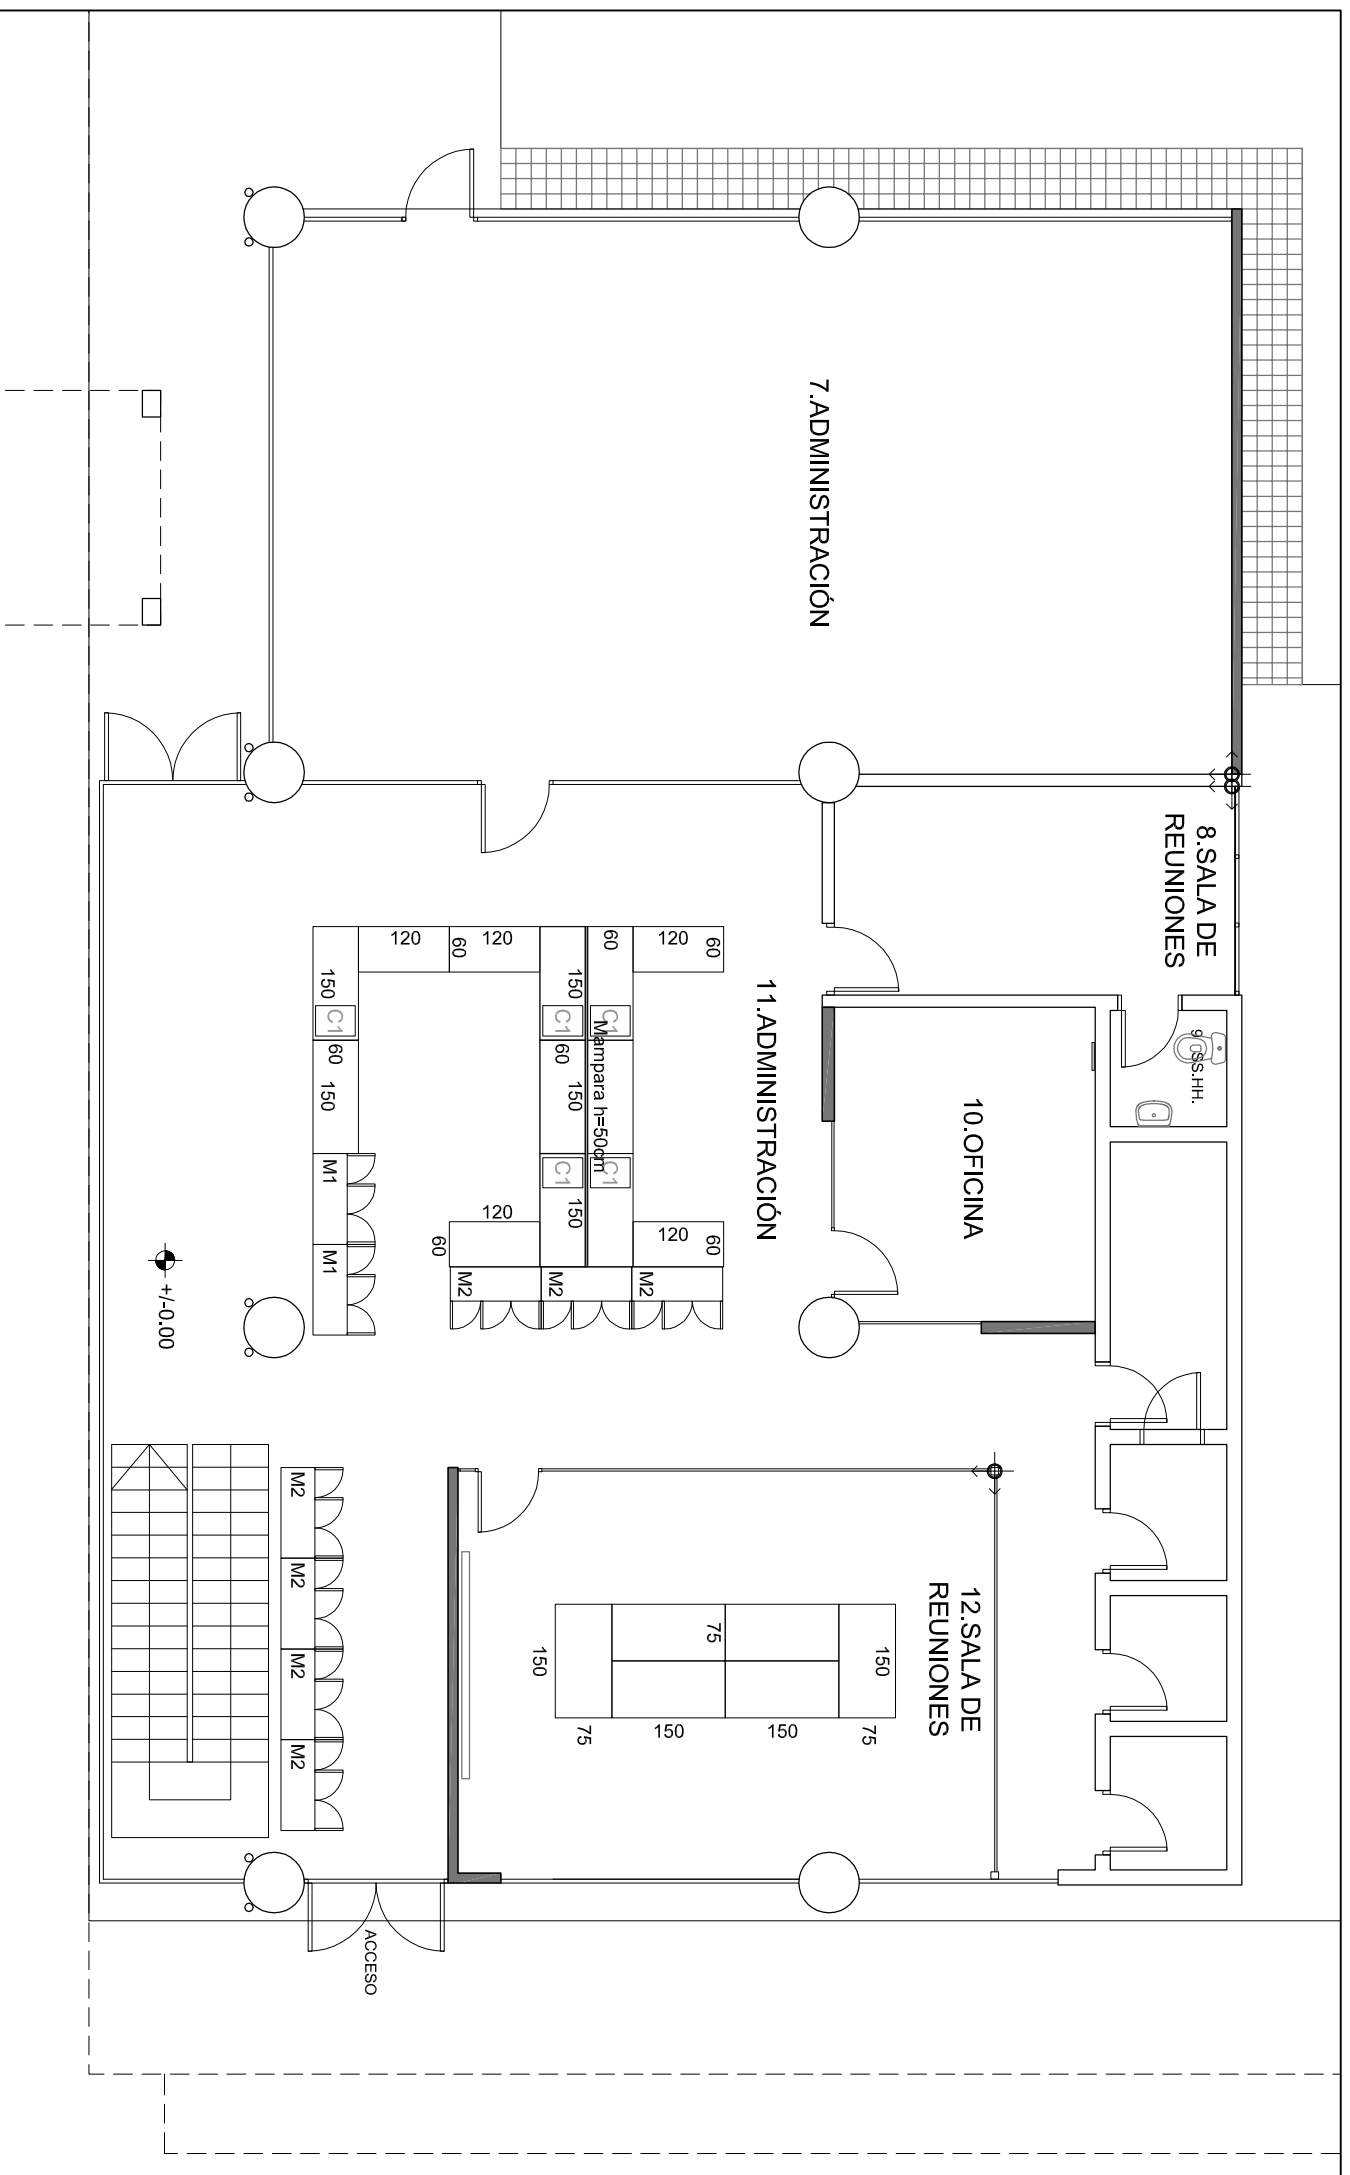 7.ADMINISTRACIÓN
8.SALA DE
REUNIONES
9. SS.HH.
10.OFICINA
11.ADMINISTRACIÓN
120
60
120
60
120
60
150
C1
150
C1
C1
60
150
60
150
Mampara h=50cm
C1
C1
150
120
60
120
60
M1
M1
M2
M2
M2
+/-0.00
12.SALA DE
REUNIONES
150
75
150
75
150
150
75
M2
M2
M2
M2
ACCESO